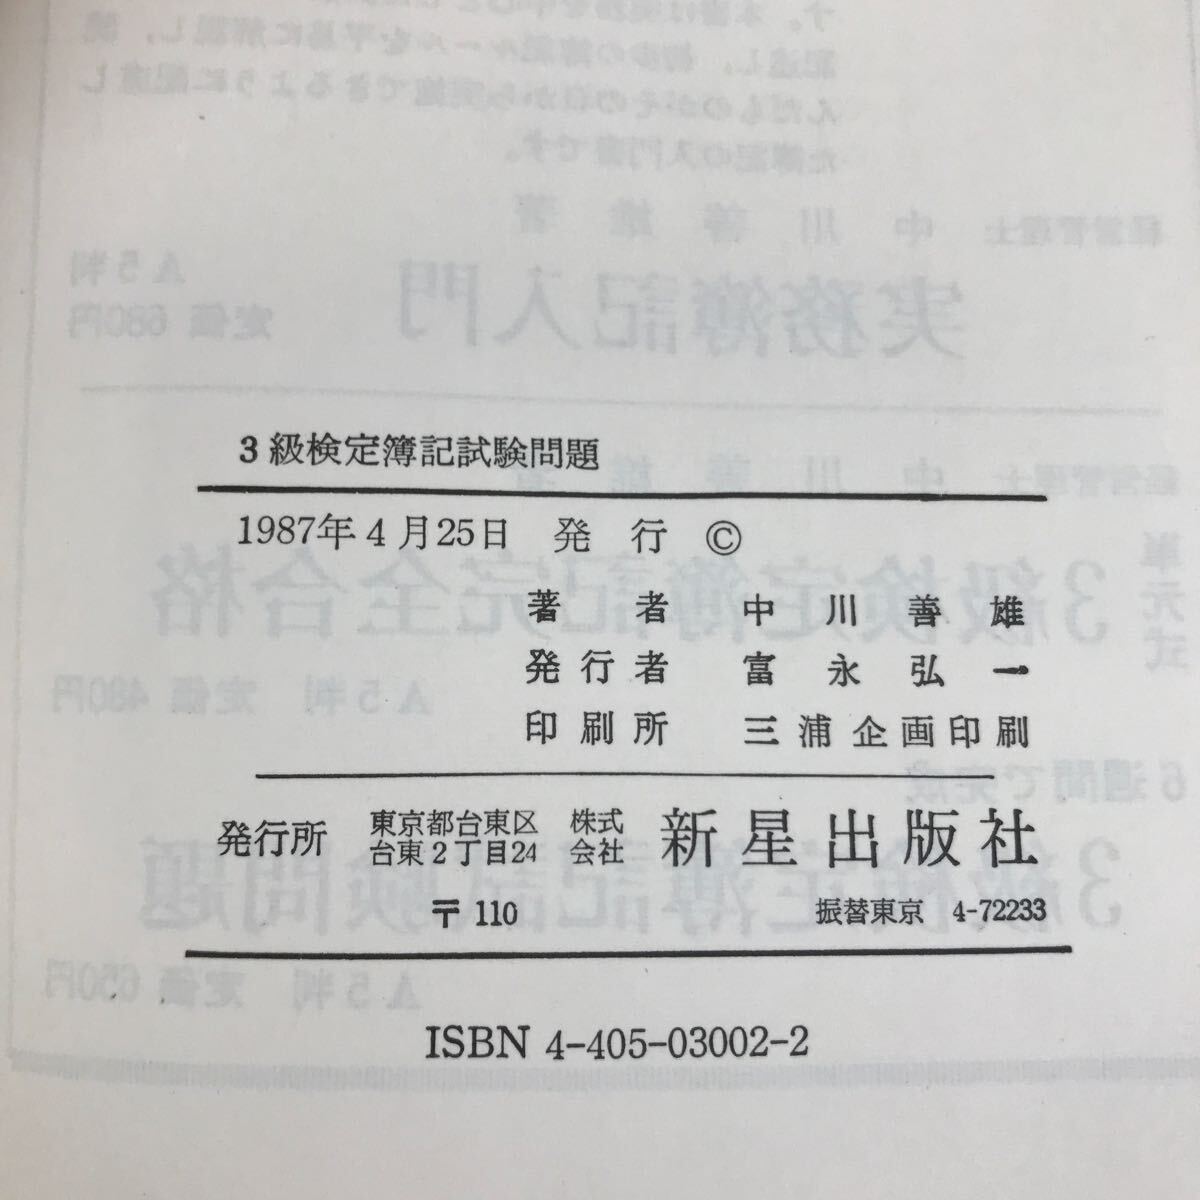 3級検定簿記試験問題
1987年4月25日 発行 ©
著者 中川善雄
発行者 富永弘一
印刷所 三浦企画印刷
発行所 東京都台東区台東2丁目24 株式会社 新星出版社
〒110 振替東京 4-72233
ISBN 4-405-03002-2